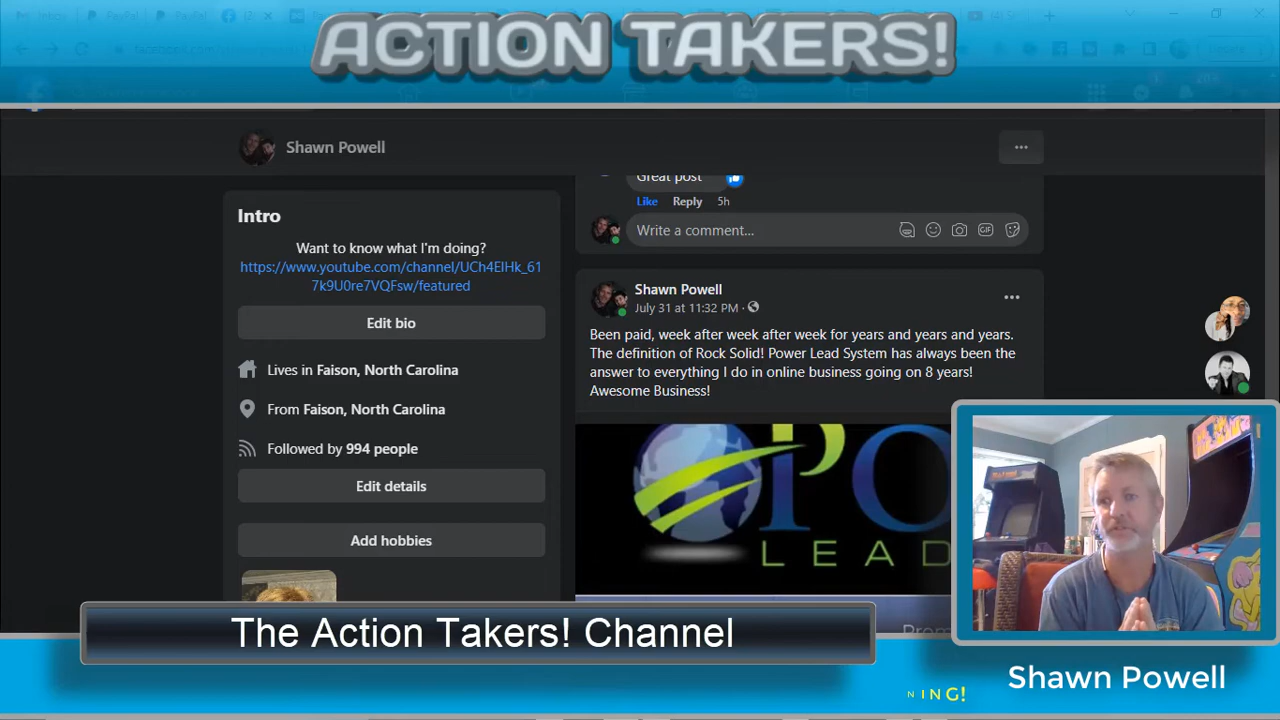 ACTION TAKERS!
Shawn Powell
Great post
Like Reply 5h
Write a comment...
GIF
Intro
Want to know what I'm doing?
https://www.youtube.com/channel/UCh4ElHk_61
7k9U0re7VQFsw/featured
Edit bio
Lives in Faison, North Carolina
From Faison, North Carolina
Followed by 994 people
Edit details
Add hobbies
Shawn Powell
July 31 at 11:32 PM ·
Been paid, week after week after week for years and years and years.
The definition of Rock Solid! Power Lead System has always been the
answer to everything I do in online business going on 8 years!
Awesome Business!
PO
LEAD
The Action Takers! Channel
Shawn Powell
NING!